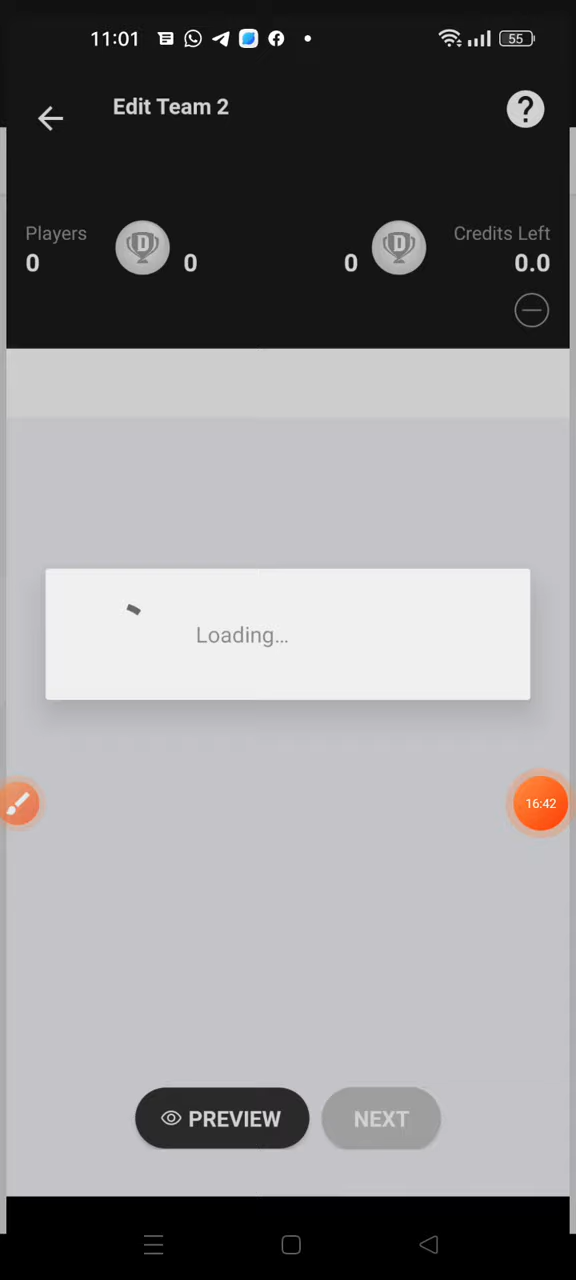 11:01
55
Edit Team 2
?
Players
Credits Left
0
D
0
0
D
0.0
Loading...
16:42
PREVIEW
NEXT